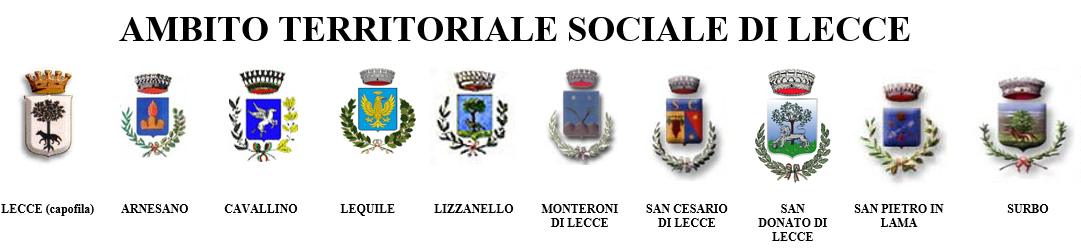 AMBITO TERRITORIALE SOCIALE DI LECCE
S C
LECCE (capofila)
ARNESANO
CAVALLINO
LEQUILE
LIZZANELLO
MONTERONI
DI LECCE
SAN CESARIO
DI LECCE
SAN
DONATO DI
LECCE
SAN PIETRO IN
LAMA
SURBO